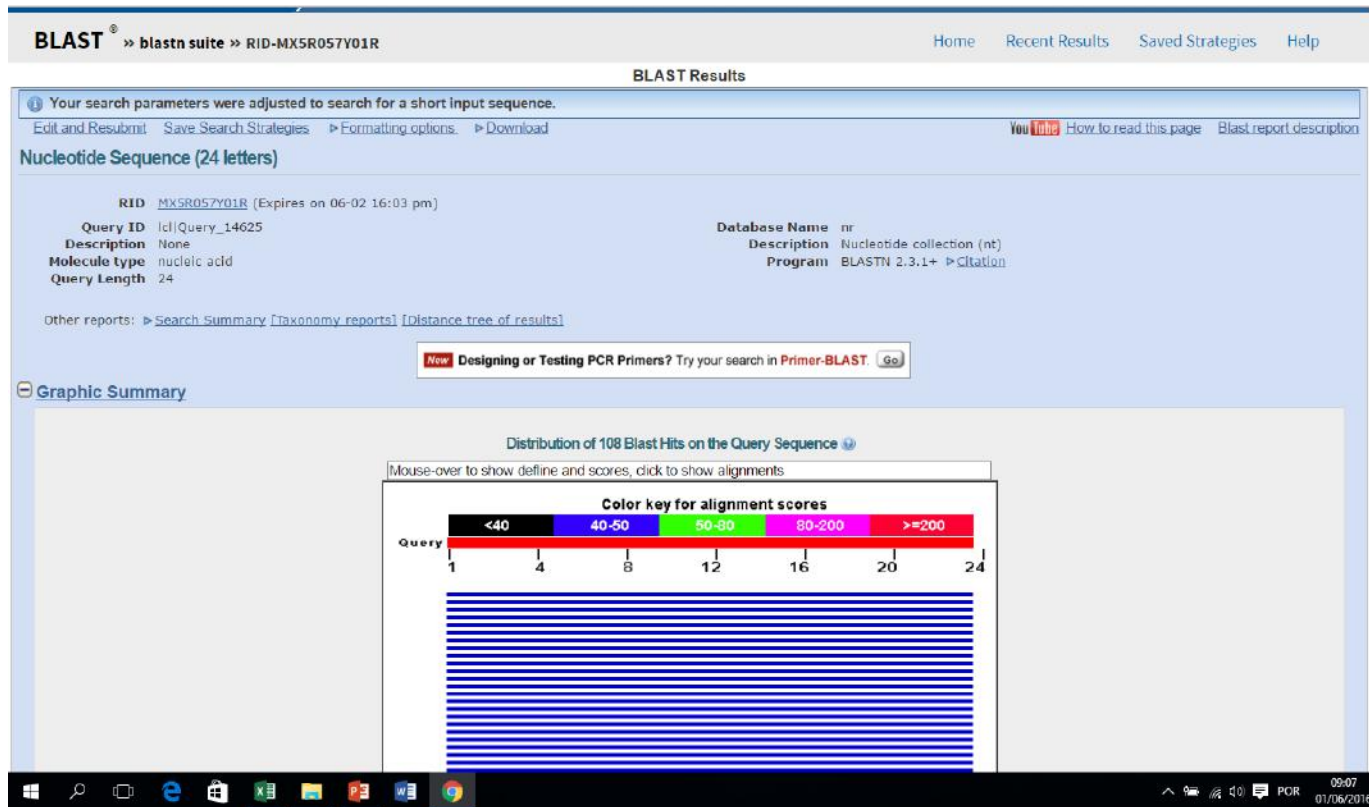 BLAST ® » blastn suite » RID-MX5R057Y01R Home Recent Results Saved Strategies Help
BLAST Results
Your search parameters were adjusted to search for a short input sequence.
Edit and Resubmit Save Search Strategies ▹Formatting options ▹Download You Tube How to read this page Blast report description
Nucleotide Sequence (24 letters)
RID MX5R057Y01R (Expires on 06-02 16:03 pm)
Query ID lcl|Query_14625 Database Name nr
Description None Description Nucleotide collection (nt)
Molecule type nucleic acid Program BLASTN 2.3.1+ ▹Citation
Query Length 24
Other reports: ▹Search Summary [Taxonomy reports] [Distance tree of results]
New Designing or Testing PCR Primers? Try your search in Primer-BLAST. Go
Graphic Summary
Distribution of 108 Blast Hits on the Query Sequence
Mouse-over to show defline and scores, click to show alignments
Color key for alignment scores
<40 40-50 50-80 80-200 >=200
Query
1 4 8 12 16 20 24
POR 09:07
01/06/2016